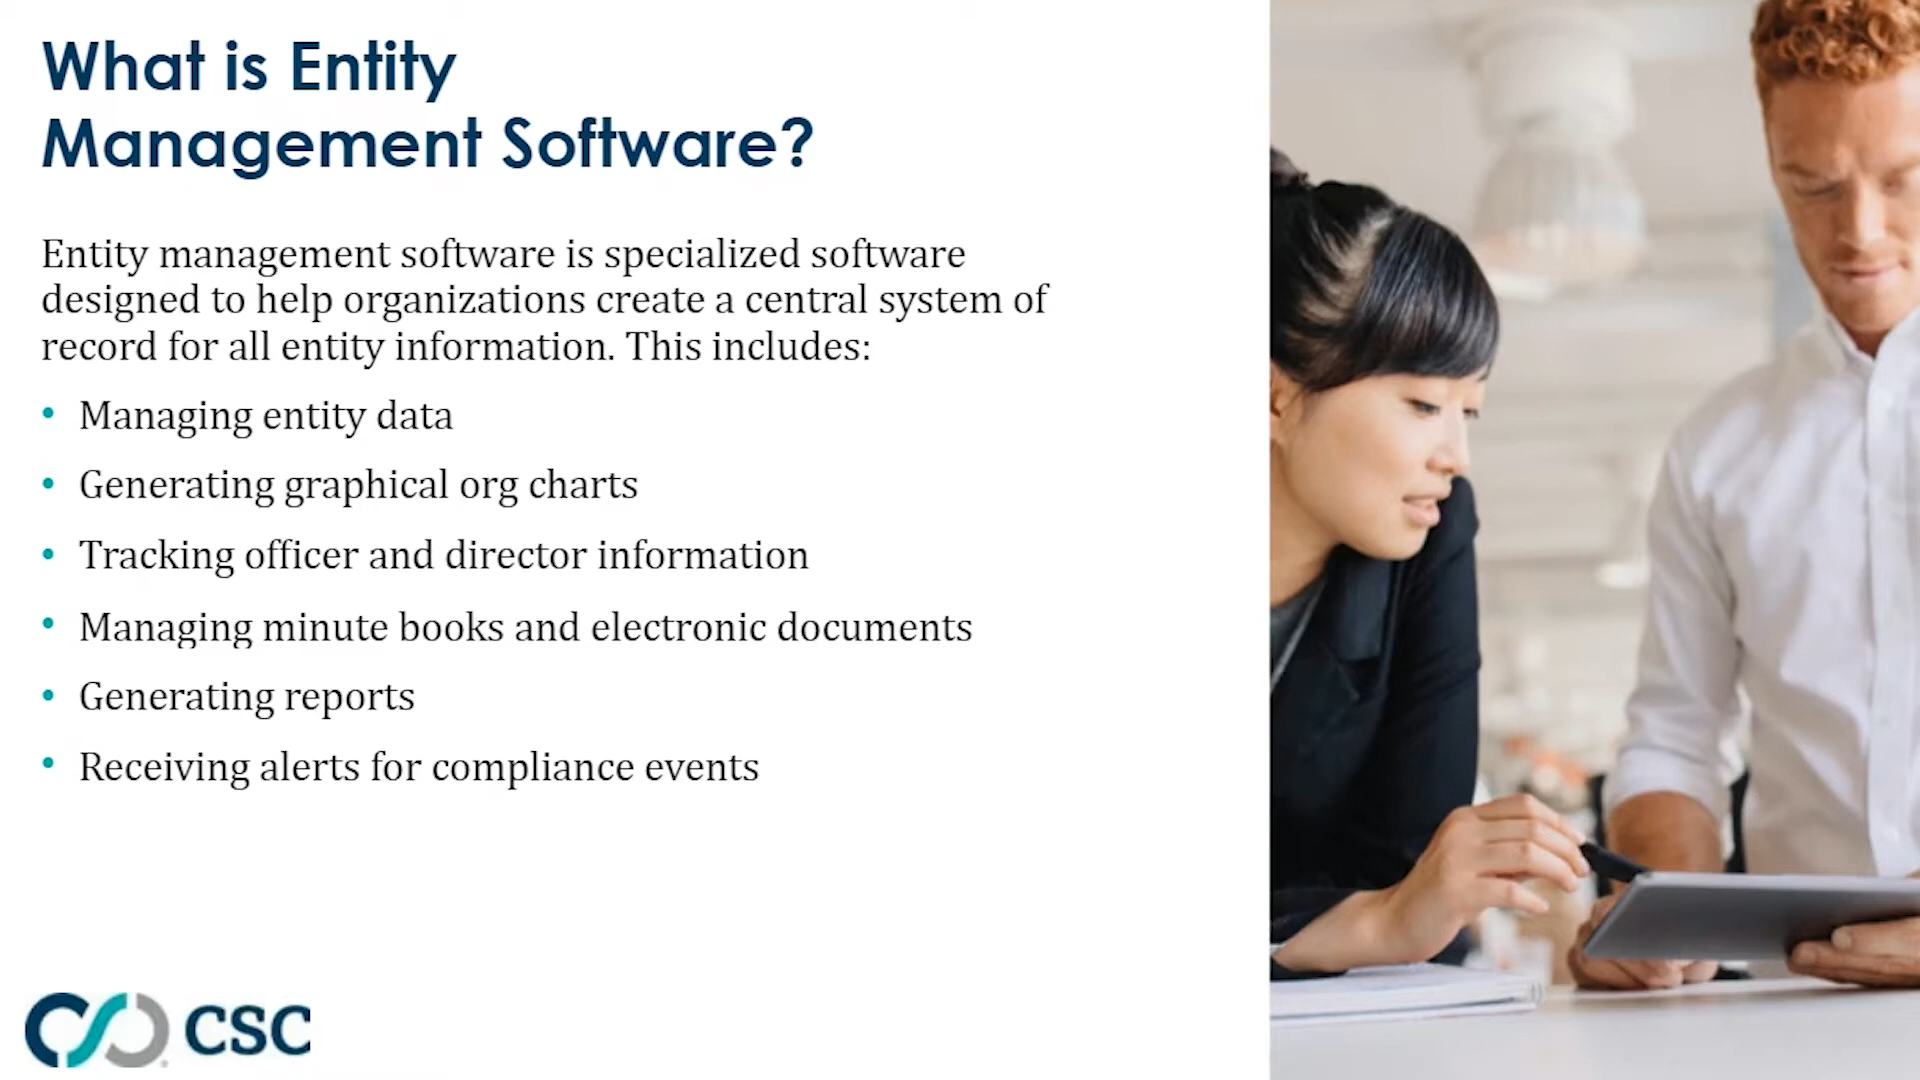 What is Entity
Management Software?
Entity management software is specialized software
designed to help organizations create a central system of
record for all entity information. This includes:
• Managing entity data
• Generating graphical org charts
• Tracking officer and director information
• Managing minute books and electronic documents
• Generating reports
• Receiving alerts for compliance events
CSC